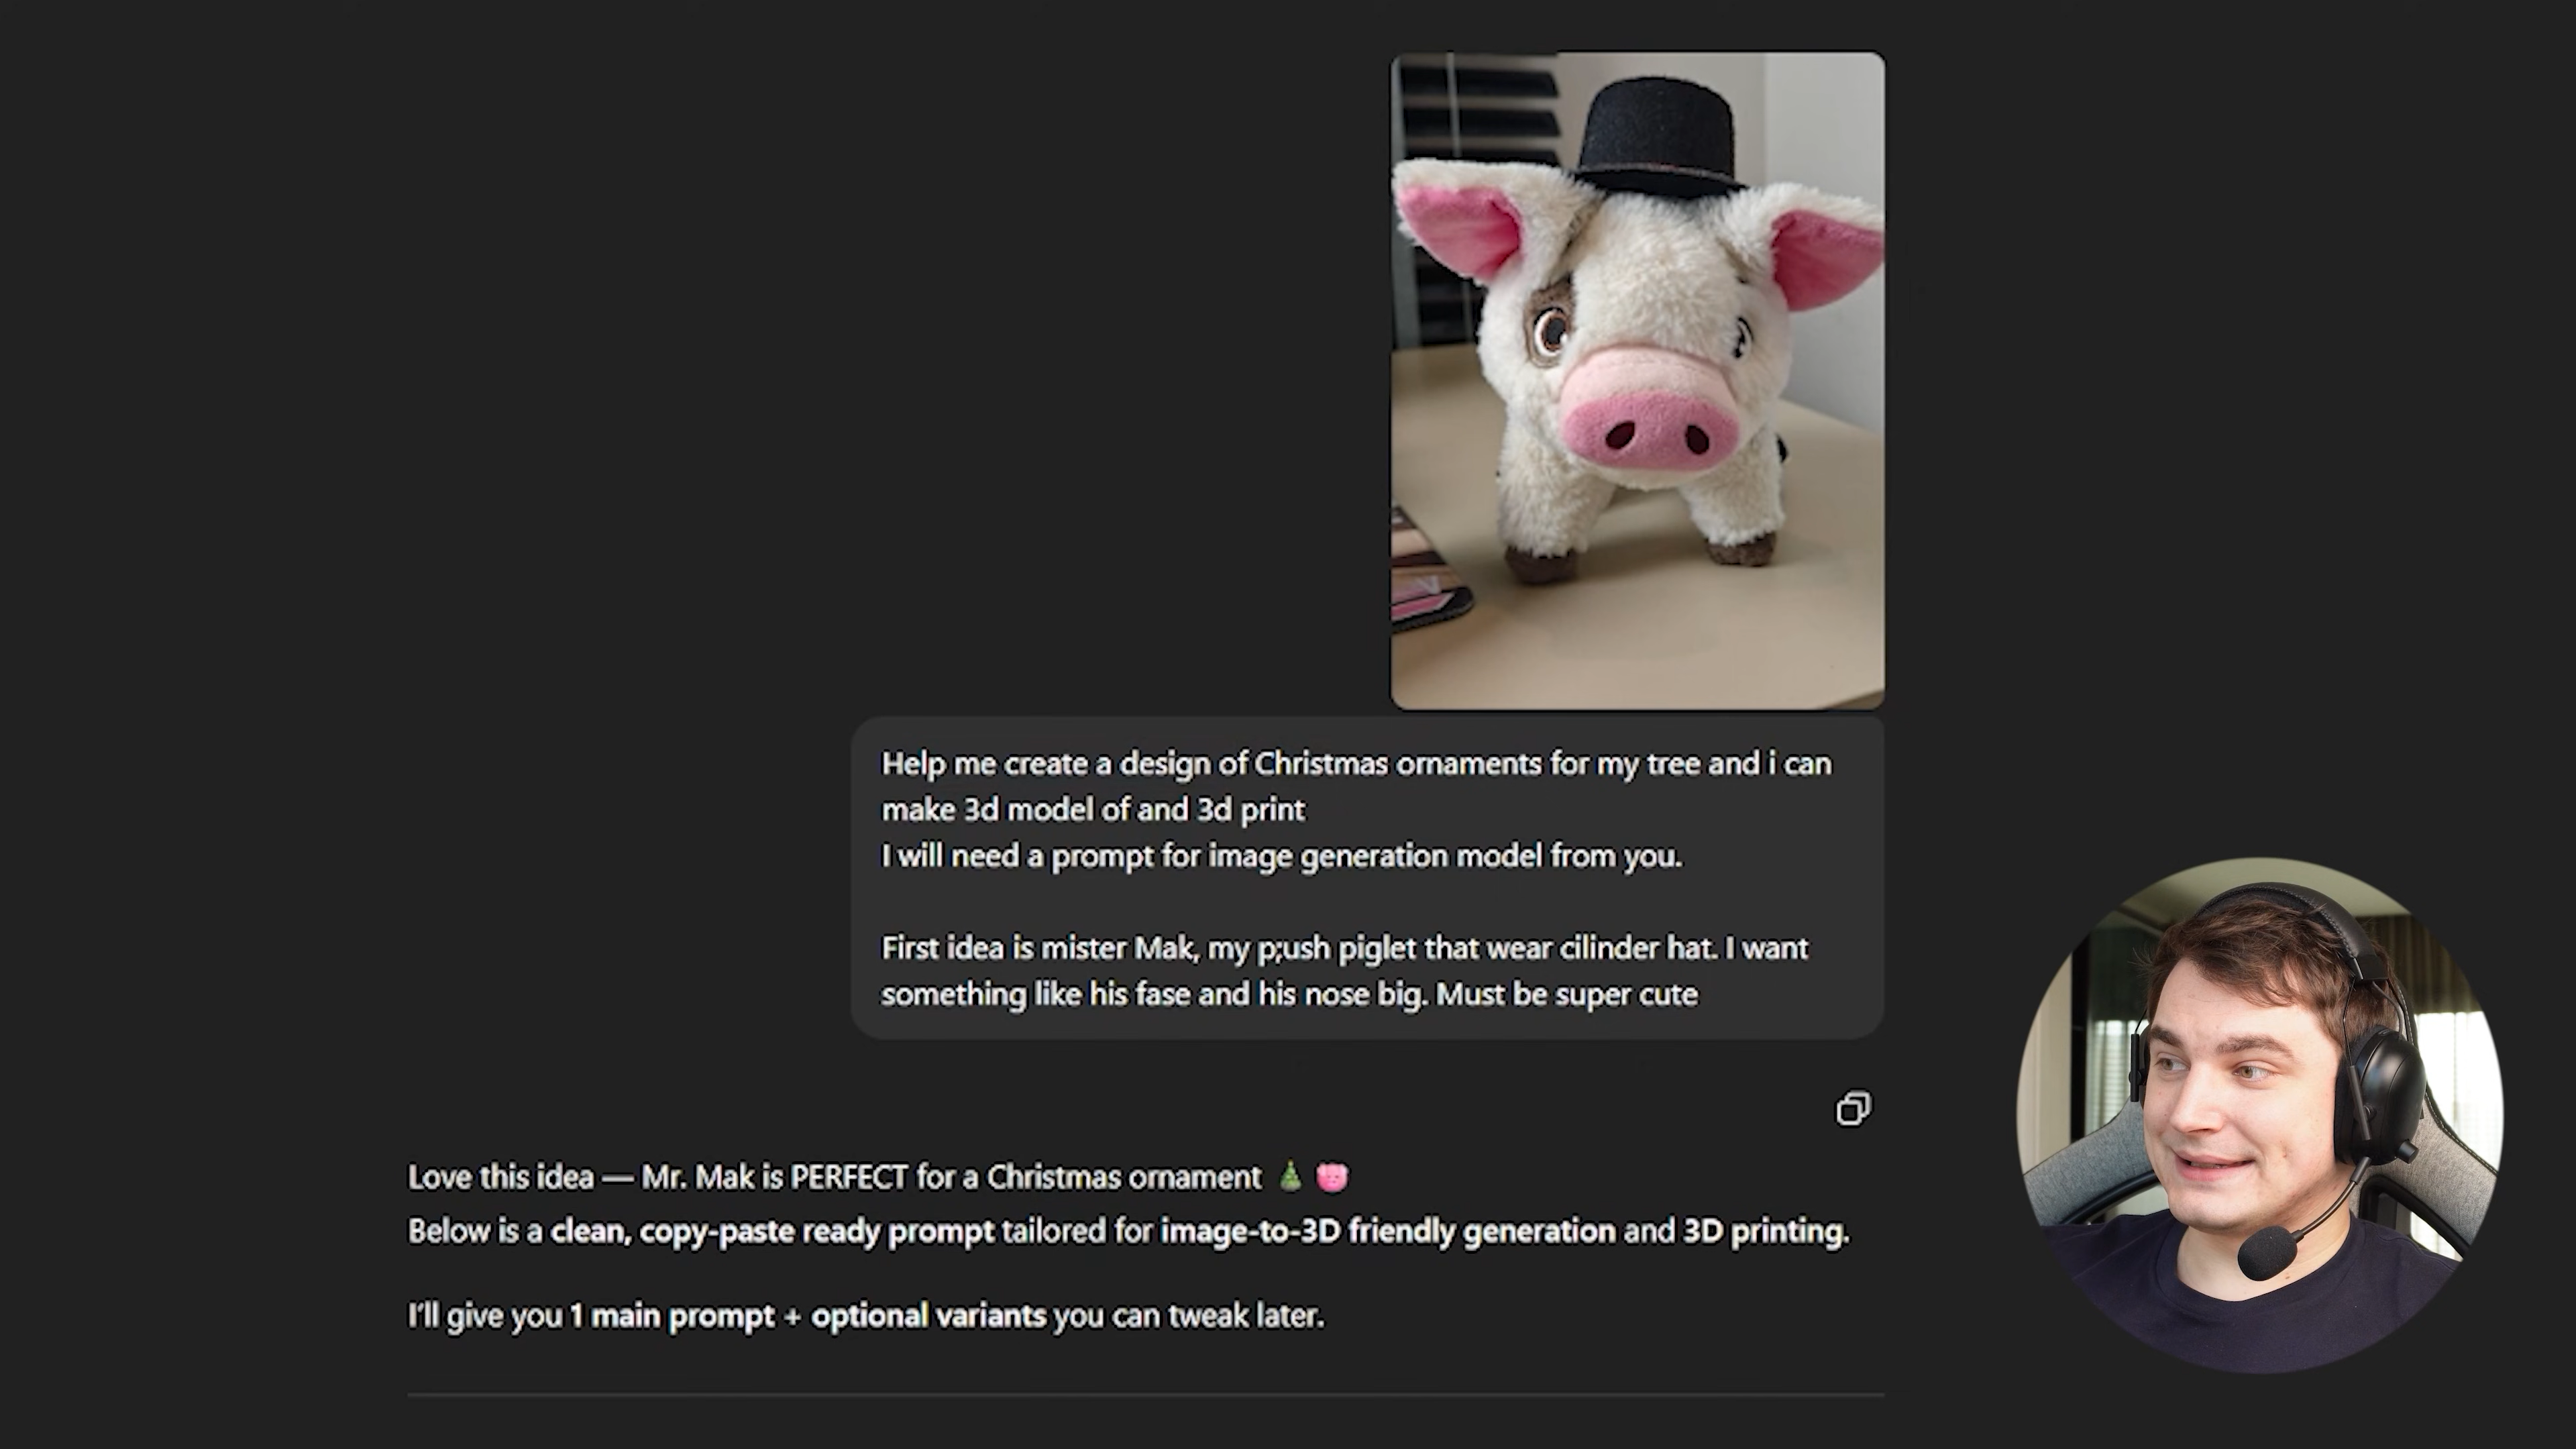 Help me create a design of Christmas ornaments for my tree and i can
make 3d model of and 3d print
I will need a prompt for image generation model from you.
First idea is mister Mak, my p;ush piglet that wear cilinder hat. I want
something like his fase and his nose big. Must be super cute
Love this idea — Mr. Mak is PERFECT for a Christmas ornament 🎄 🐷
Below is a clean, copy-paste ready prompt tailored for image-to-3D friendly generation and 3D printing.
I'll give you 1 main prompt + optional variants you can tweak later.